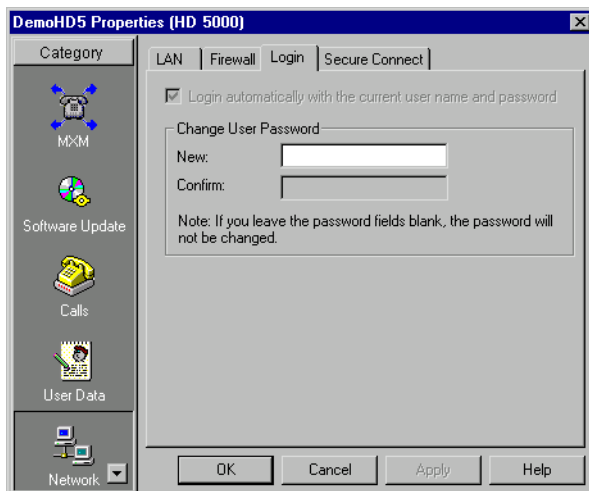 DemoHD5 Properties (HD 5000)
Category
MXM
Software Update
Calls
User Data
Network
LAN
Firewall
Login
Secure Connect
Login automatically with the current user name and password
Change User Password
New:
Confirm:
Note: If you leave the password fields blank, the password will
not be changed.
OK
Cancel
Apply
Help